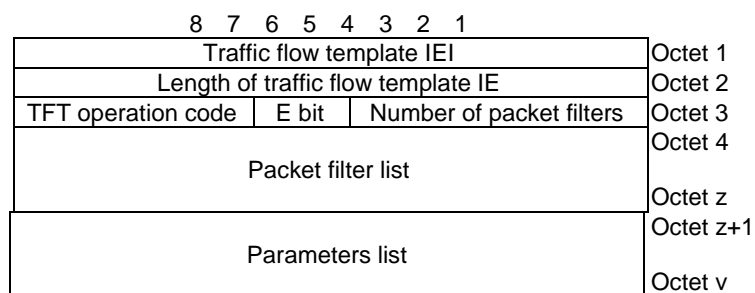 8 7 6 5 4 3 2 1
Traffic flow template IEI Octet 1
Length of traffic flow template IE Octet 2
TFT operation code E bit Number of packet filters Octet 3
Octet 4
Packet filter list
Octet z
Octet z+1
Parameters list
Octet v